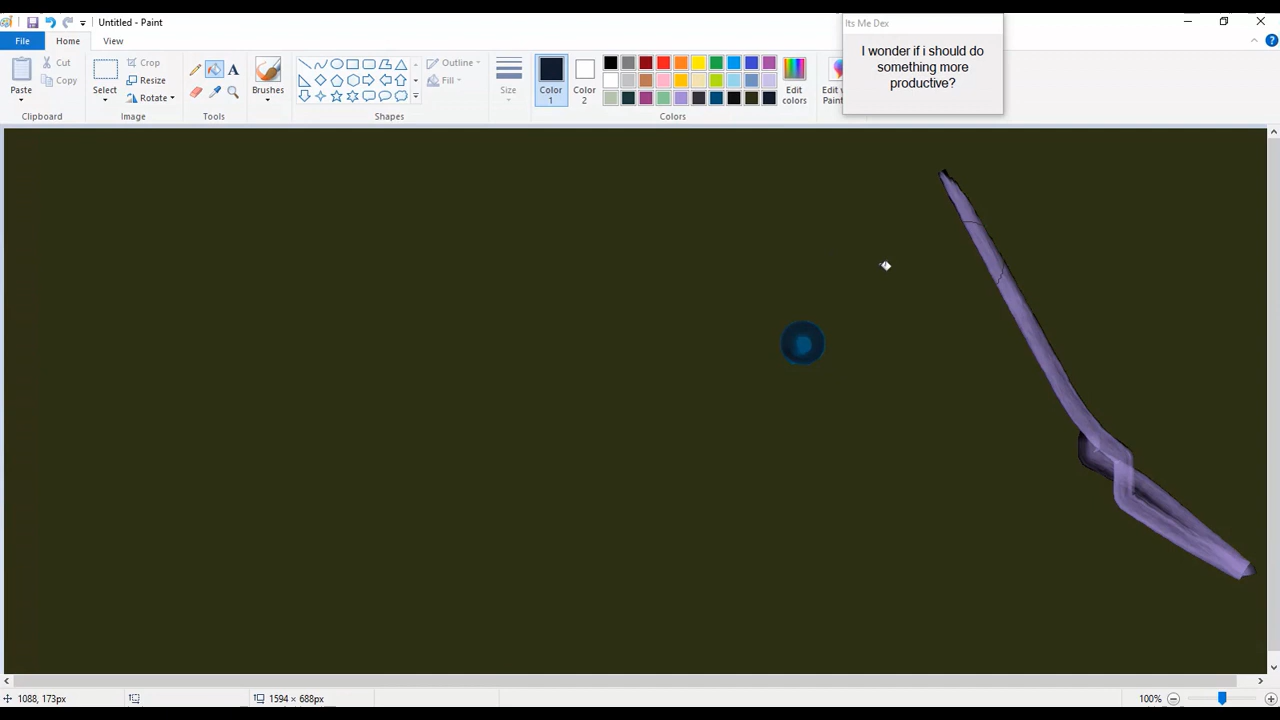 Untitled - Paint
Its Me Dex
I wonder if i should do
something more
productive?
File
Home
View
Paste
Cut
Copy
Clipboard
Select
Crop
Resize
Rotate
Image
A
Tools
Brushes
Shapes
Outline
Fill
Size
Color
1
Color
2
Colors
Edit
colors
Edit
Paint
1088, 173px
1594 × 688px
100%